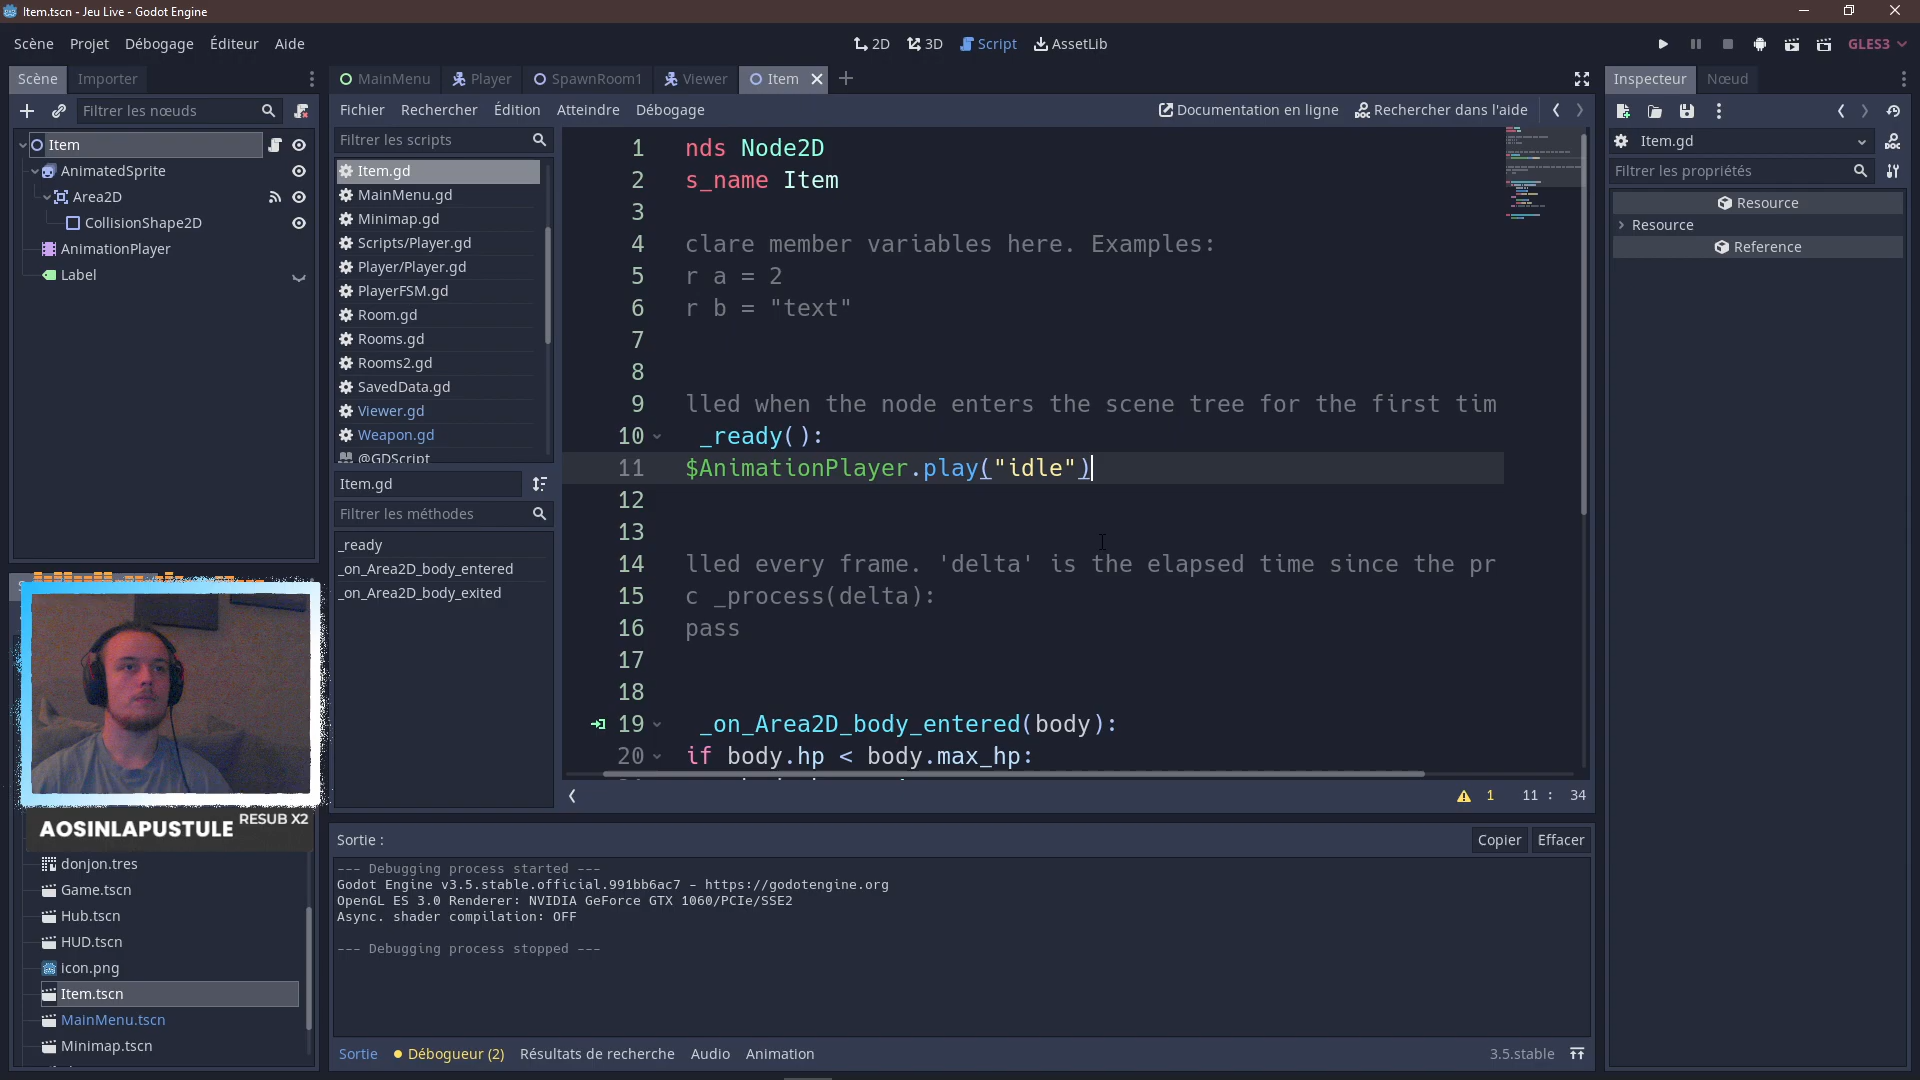 Item.tscn - Jeu Live - Godot Engine
Scène Projet Débogage Éditeur Aide
2D 3D Script AssetLib
GLES3
Scène Importer
MainMenu Player SpawnRoom1 Viewer Item
Inspecteur Nœud
Filtrer les nœuds
Fichier Rechercher Édition Atteindre Débogage
Documentation en ligne Rechercher dans l'aide
Item
AnimatedSprite
Area2D
CollisionShape2D
AnimationPlayer
Label
Filtrer les scripts
Item.gd
MainMenu.gd
Minimap.gd
Scripts/Player.gd
Player/Player.gd
PlayerFSM.gd
Room.gd
Rooms.gd
Rooms2.gd
SavedData.gd
Viewer.gd
Weapon.gd
@GDScript
Item.gd
Filtrer les méthodes
_ready
_on_Area2D_body_entered
_on_Area2D_body_exited
1 nds Node2D
2 s_name Item
3
4 clare member variables here. Examples:
5 r a = 2
6 r b = "text"
7
8
9 lled when the node enters the scene tree for the first tim
10 _ready():
11 $AnimationPlayer.play("idle")
12
13
14 lled every frame. 'delta' is the elapsed time since the pr
15 c _process(delta):
16 pass
17
18
19 _on_Area2D_body_entered(body):
20 if body.hp < body.max_hp:
1 11 : 34
Item.gd
Filtrer les propriétés
Resource
Resource
Reference
AOSINLAPUSTULE RESUB X2
donjon.tres
Game.tscn
Hub.tscn
HUD.tscn
icon.png
Item.tscn
MainMenu.tscn
Minimap.tscn
Sortie :
Copier Effacer
--- Debugging process started ---
Godot Engine v3.5.stable.official.991bb6ac7 - https://godotengine.org
OpenGL ES 3.0 Renderer: NVIDIA GeForce GTX 1060/PCIe/SSE2
Async. shader compilation: OFF
--- Debugging process stopped ---
Sortie Débogueur (2) Résultats de recherche Audio Animation
3.5.stable